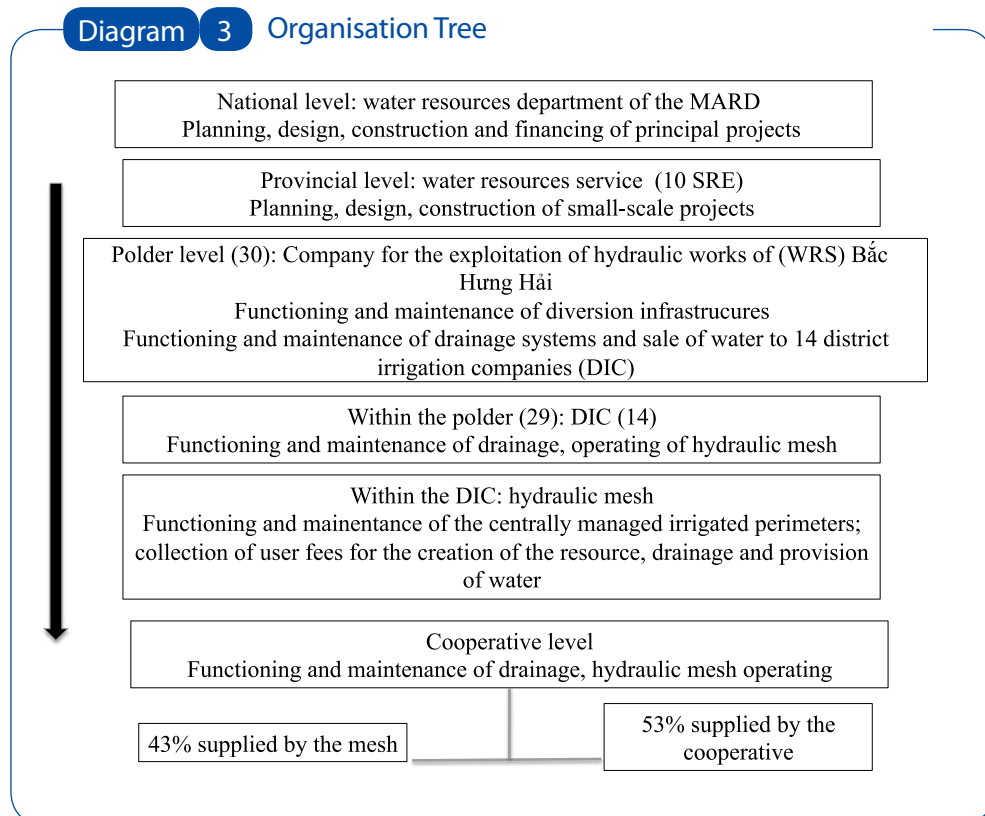 Diagram 3 Organisation Tree
National level: water resources department of the MARD
Planning, design, construction and financing of principal projects
Provincial level: water resources service (10 SRE)
Planning, design, construction of small-scale projects
Polder level (30): Company for the exploitation of hydraulic works of (WRS) Bắc
Hưng Hải
Functioning and maintenance of diversion infrastrucures
Functioning and maintenance of drainage systems and sale of water to 14 district
irrigation companies (DIC)
Within the polder (29): DIC (14)
Functioning and maintenance of drainage, operating of hydraulic mesh
Within the DIC: hydraulic mesh
Functioning and mainentance of the centrally managed irrigated perimeters;
collection of user fees for the creation of the resource, drainage and provision
of water
Cooperative level
Functioning and maintenance of drainage, hydraulic mesh operating
43% supplied by the mesh
53% supplied by the
cooperative